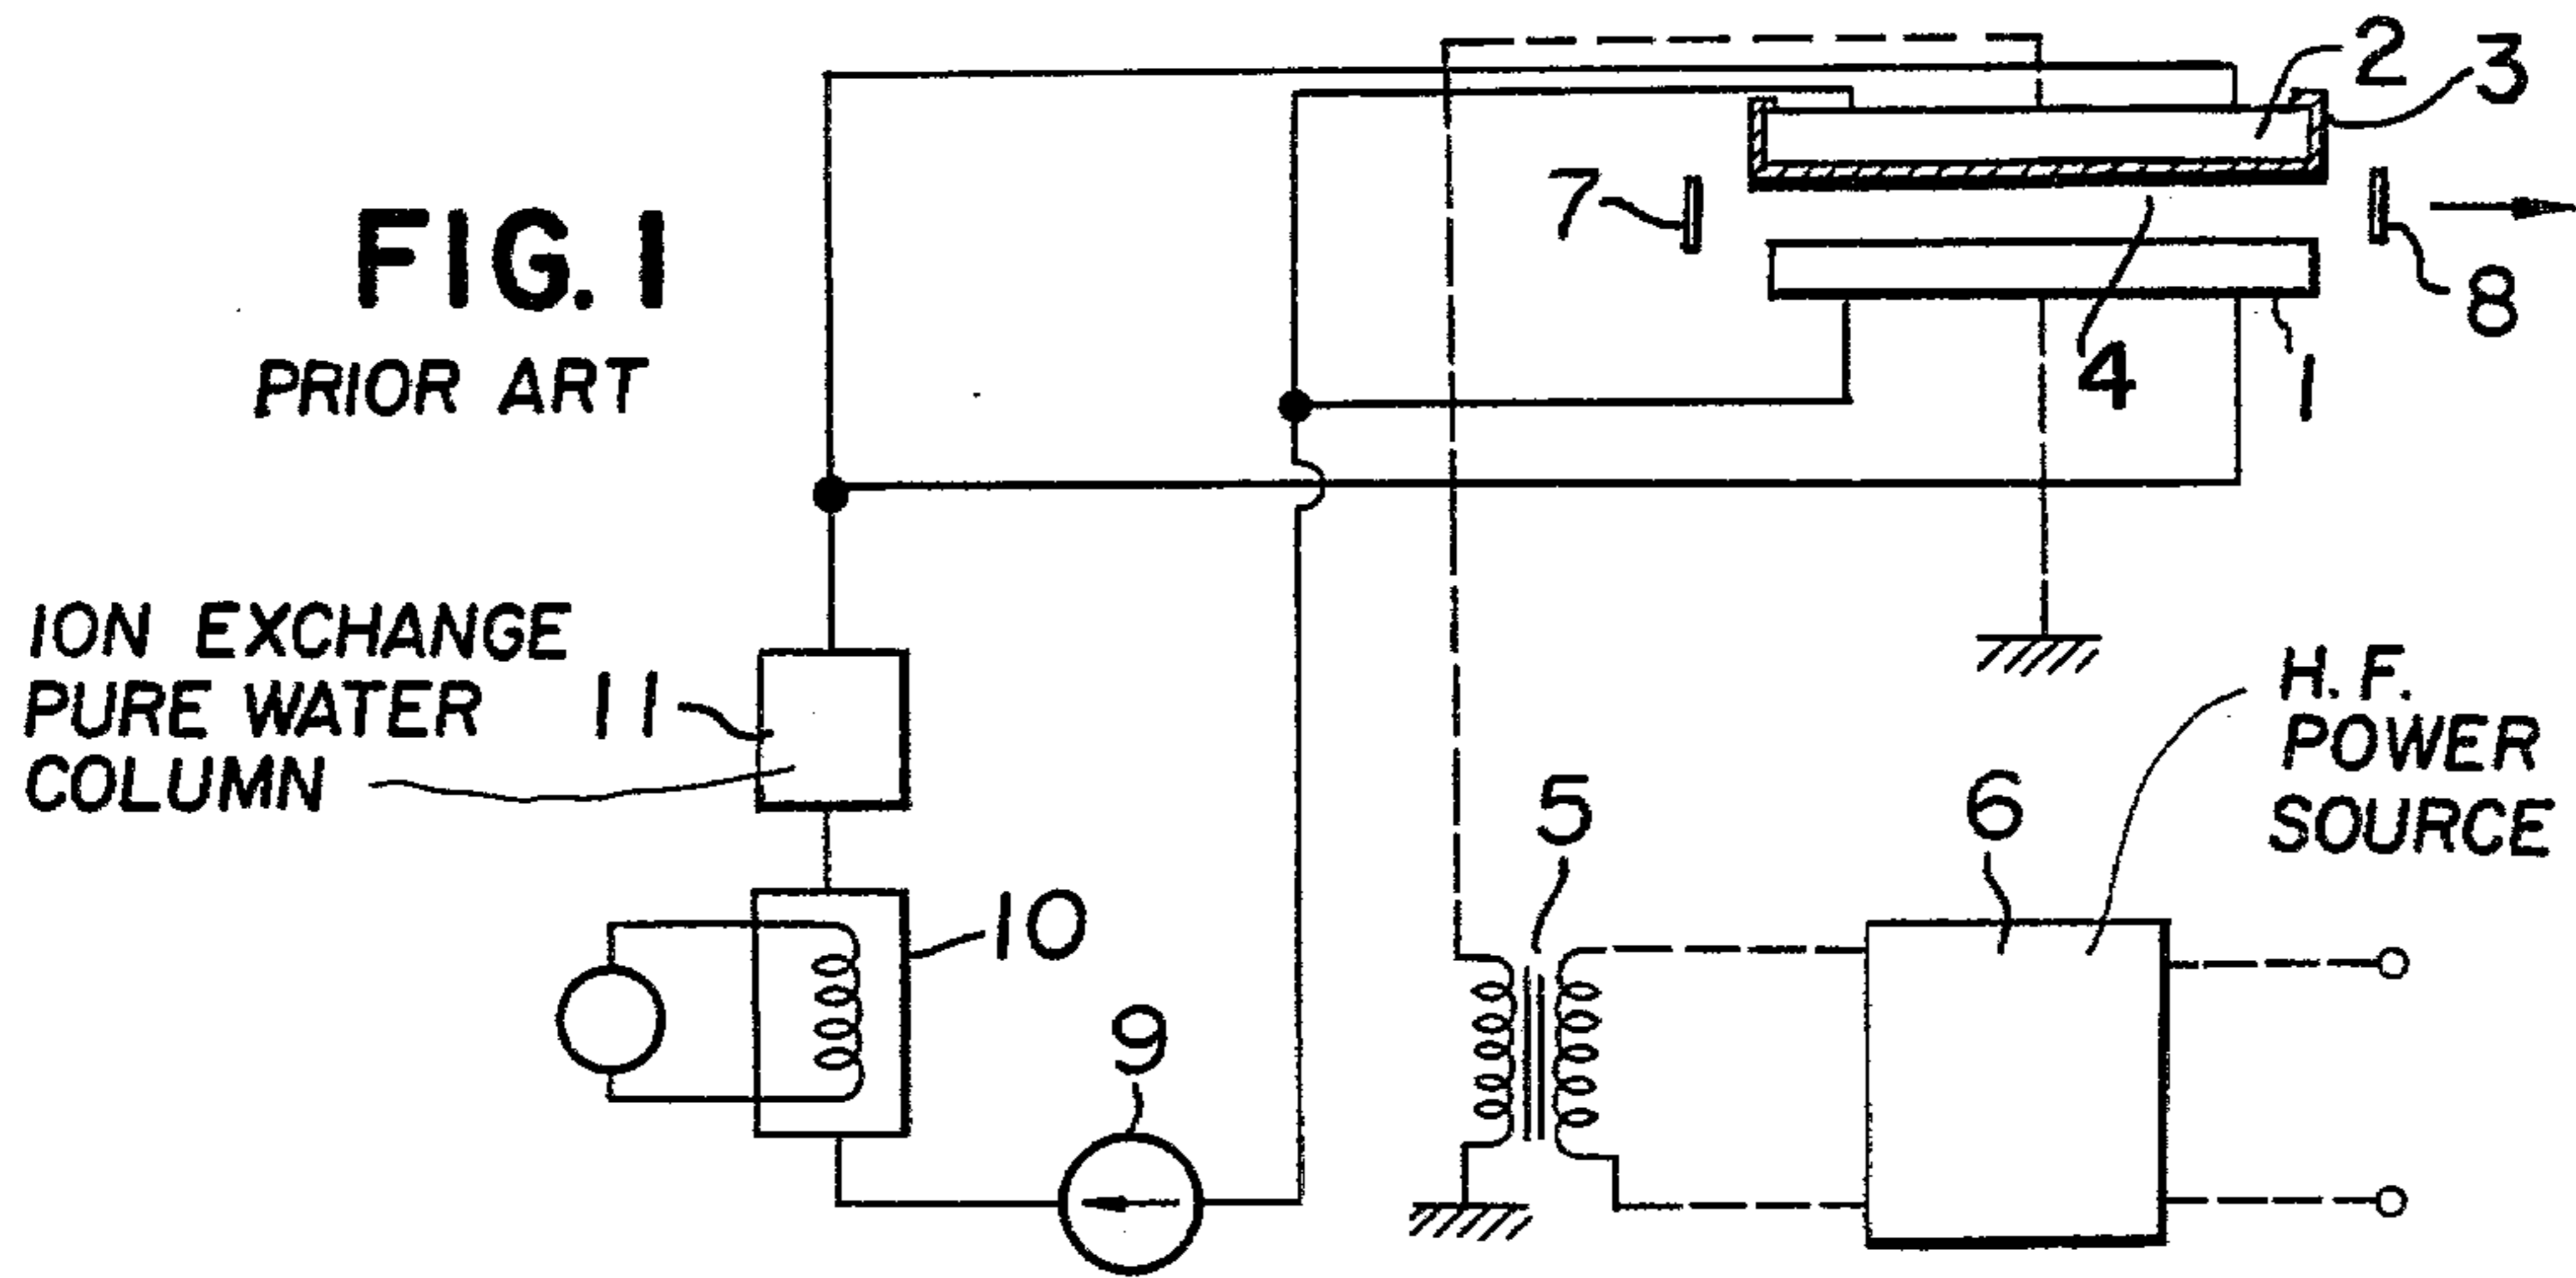 FIG. 1
PRIOR ART
2
3
7
8
4
1
ION EXCHANGE
PURE WATER
COLUMN
11
H. F.
POWER
SOURCE
5
6
10
9